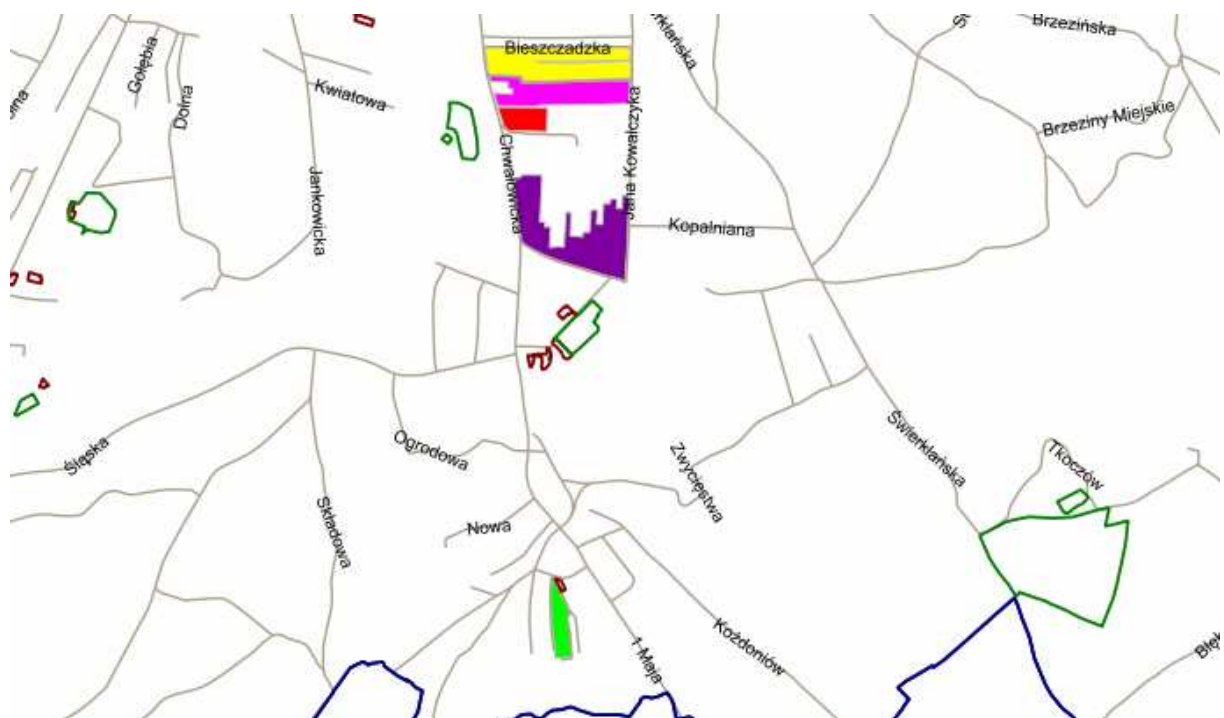 Bieszczadzka
Brzezińska
Gołębia
Kwiatowa
Dolna
Brzeziny Miejskie
Chwałowicka
Jana Kowalczyka
Jankowicka
Kopalniana
Śląska
Ogrodowa
Zwycięstwa
Świerklańska
Tkoczów
Składowa
Nowa
1 Maja
Kożdoniów